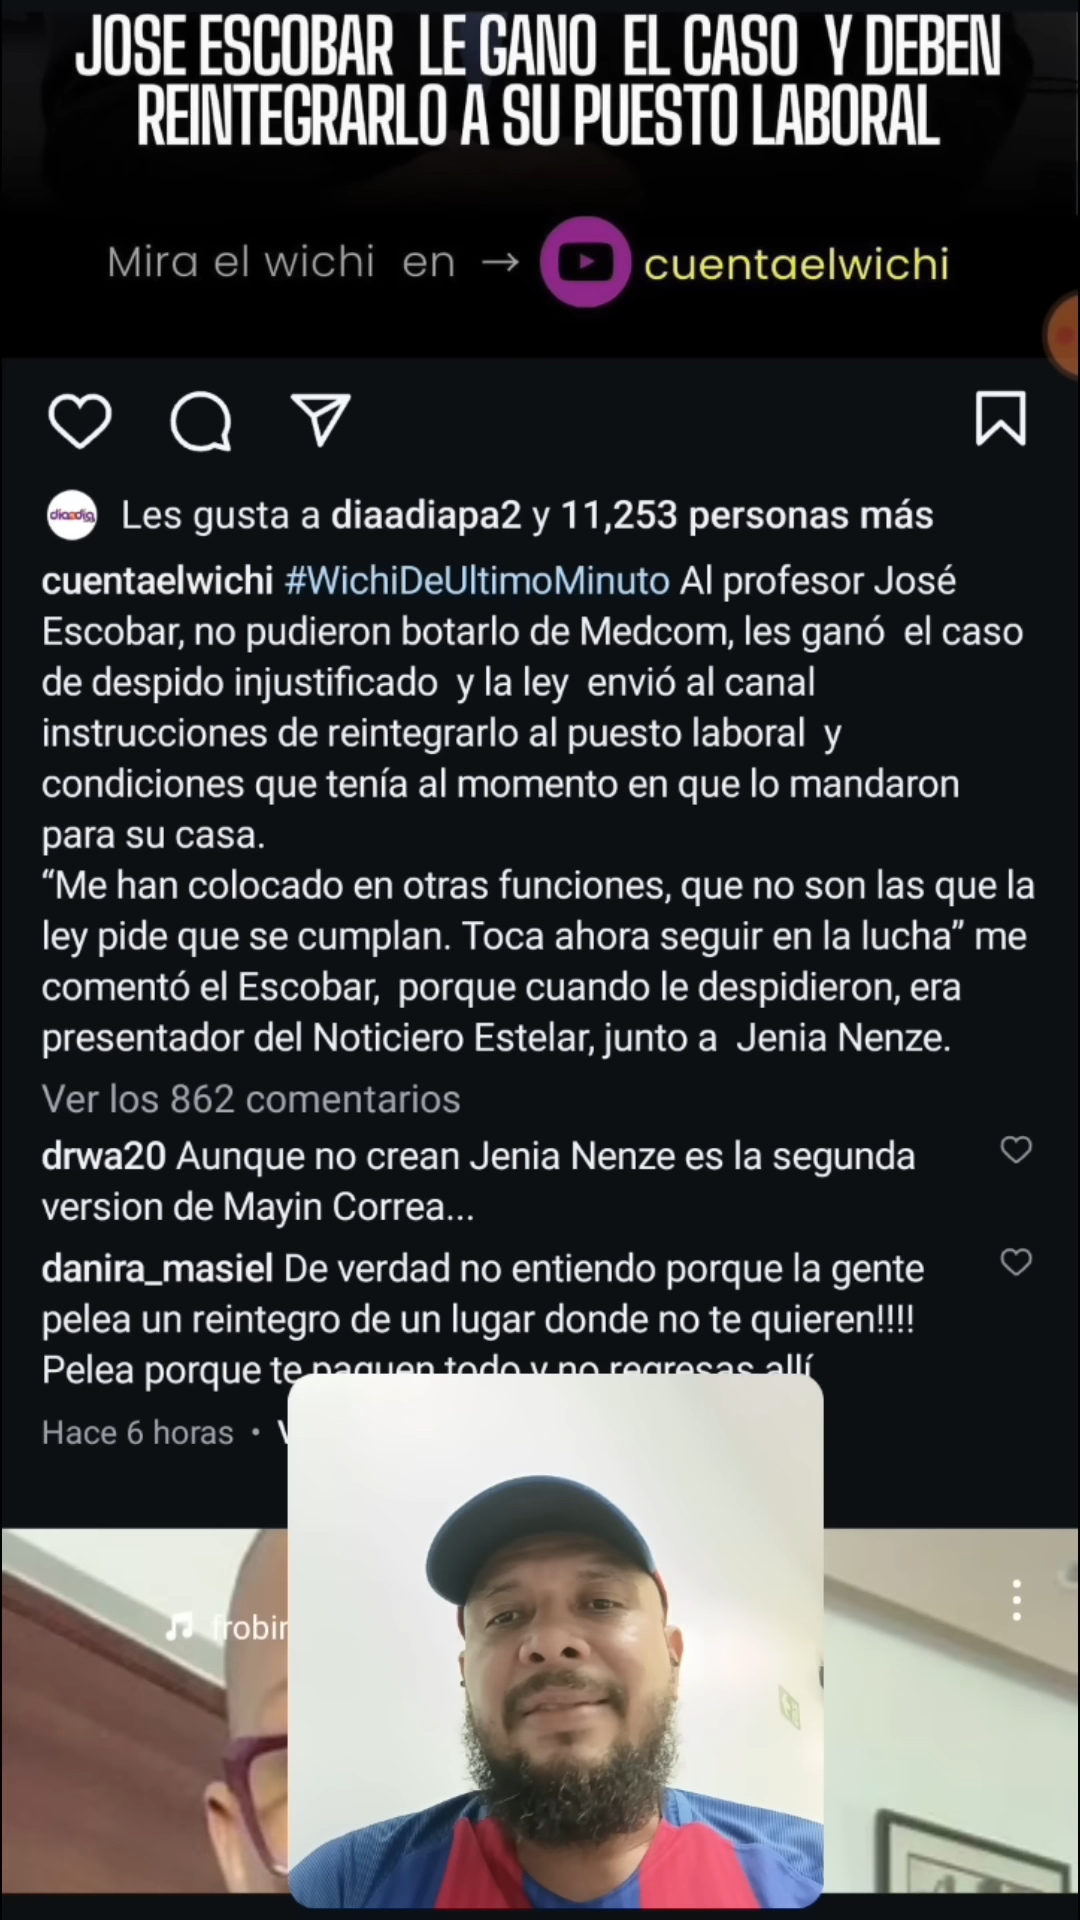 JOSE ESCOBAR LE GANO EL CASO Y DEBEN
REINTEGRARLO A SU PUESTO LABORAL
Mira el wichi en → cuentaelwichi
diaadia Les gusta a diaadiapa2 y 11,253 personas más
cuentaelwichi #WichiDeUltimoMinuto Al profesor José
Escobar, no pudieron botarlo de Medcom, les ganó el caso
de despido injustificado y la ley envió al canal
instrucciones de reintegrarlo al puesto laboral y
condiciones que tenía al momento en que lo mandaron
para su casa.
“Me han colocado en otras funciones, que no son las que la
ley pide que se cumplan. Toca ahora seguir en la lucha” me
comentó el Escobar, porque cuando le despidieron, era
presentador del Noticiero Estelar, junto a Jenia Nenze.
Ver los 862 comentarios
drwa20 Aunque no crean Jenia Nenze es la segunda
version de Mayin Correa...
danira_masiel De verdad no entiendo porque la gente
pelea un reintegro de un lugar donde no te quieren!!!!
Pelea porque te paguen todo y no regresas allí
Hace 6 horas •